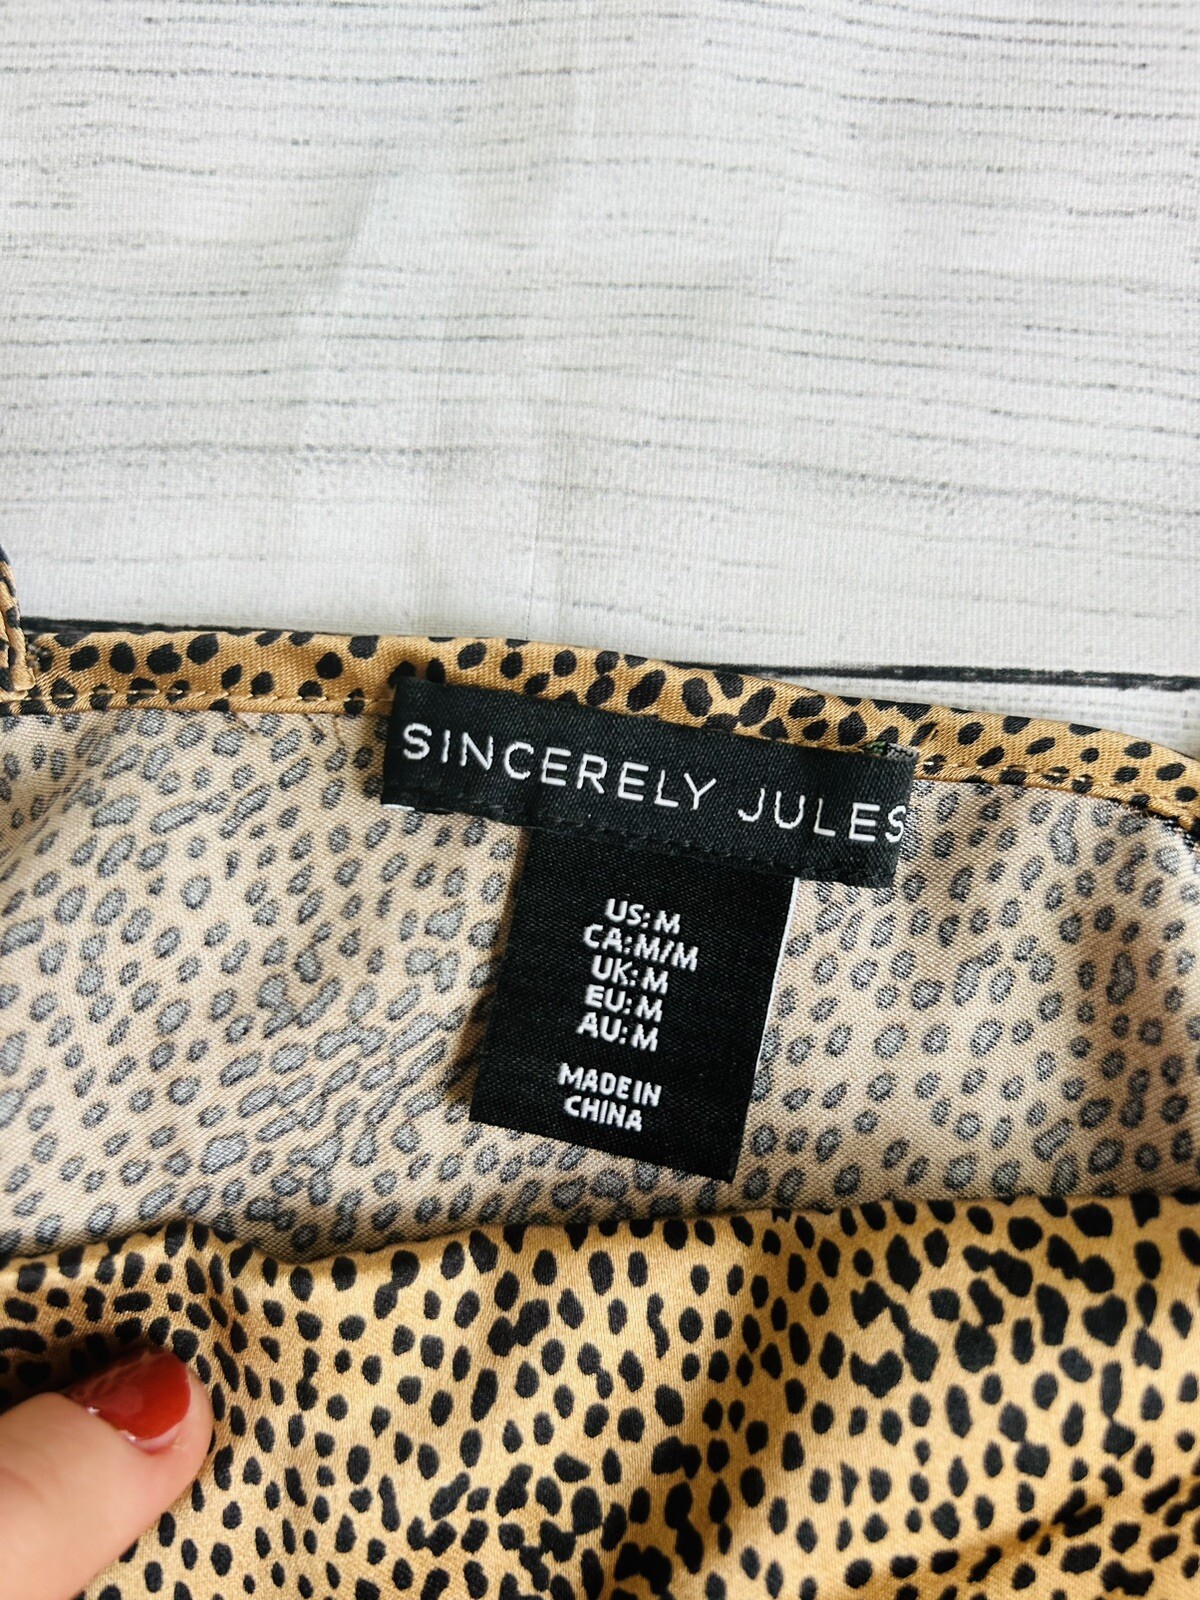 SINCERELY JULES
US: M
CA: M/M
UK: M
EU: M
AU: M
MADE IN
CHINA